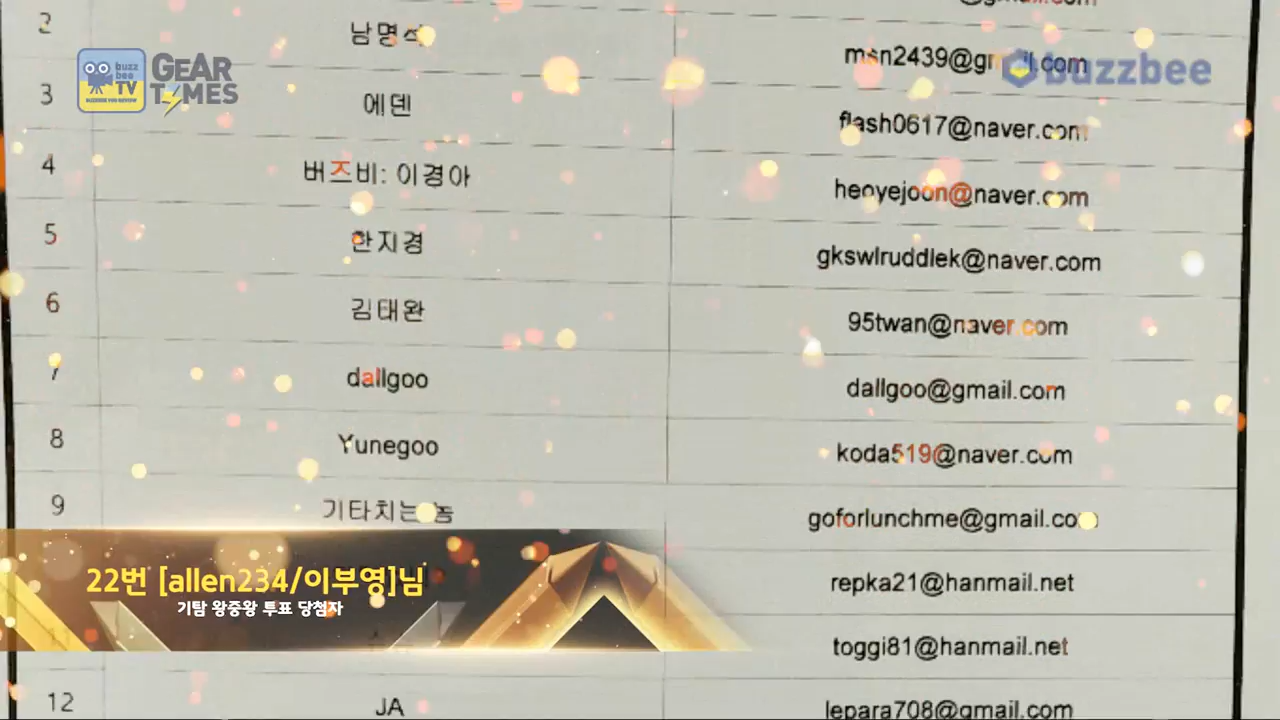 2 남명석
msn2439@gmail.com
buzz bee TV
GEAR TIMES
buzzbee
3 에덴 flash0617@naver.com
4 버즈비: 이경아 heoyejoon@naver.com
5 한지경 gkswlruddlek@naver.com
6 김태완 95twan@naver.com
7 dallgoo dallgoo@gmail.com
8 Yunegoo koda519@naver.com
9 기타치는놈 goforlunchme@gmail.com
repka21@hanmail.net
22번 [allen234/이부영]님
기탐 왕중왕 투표 당첨자
toggi81@hanmail.net
12 JA lepara708@gmail.com